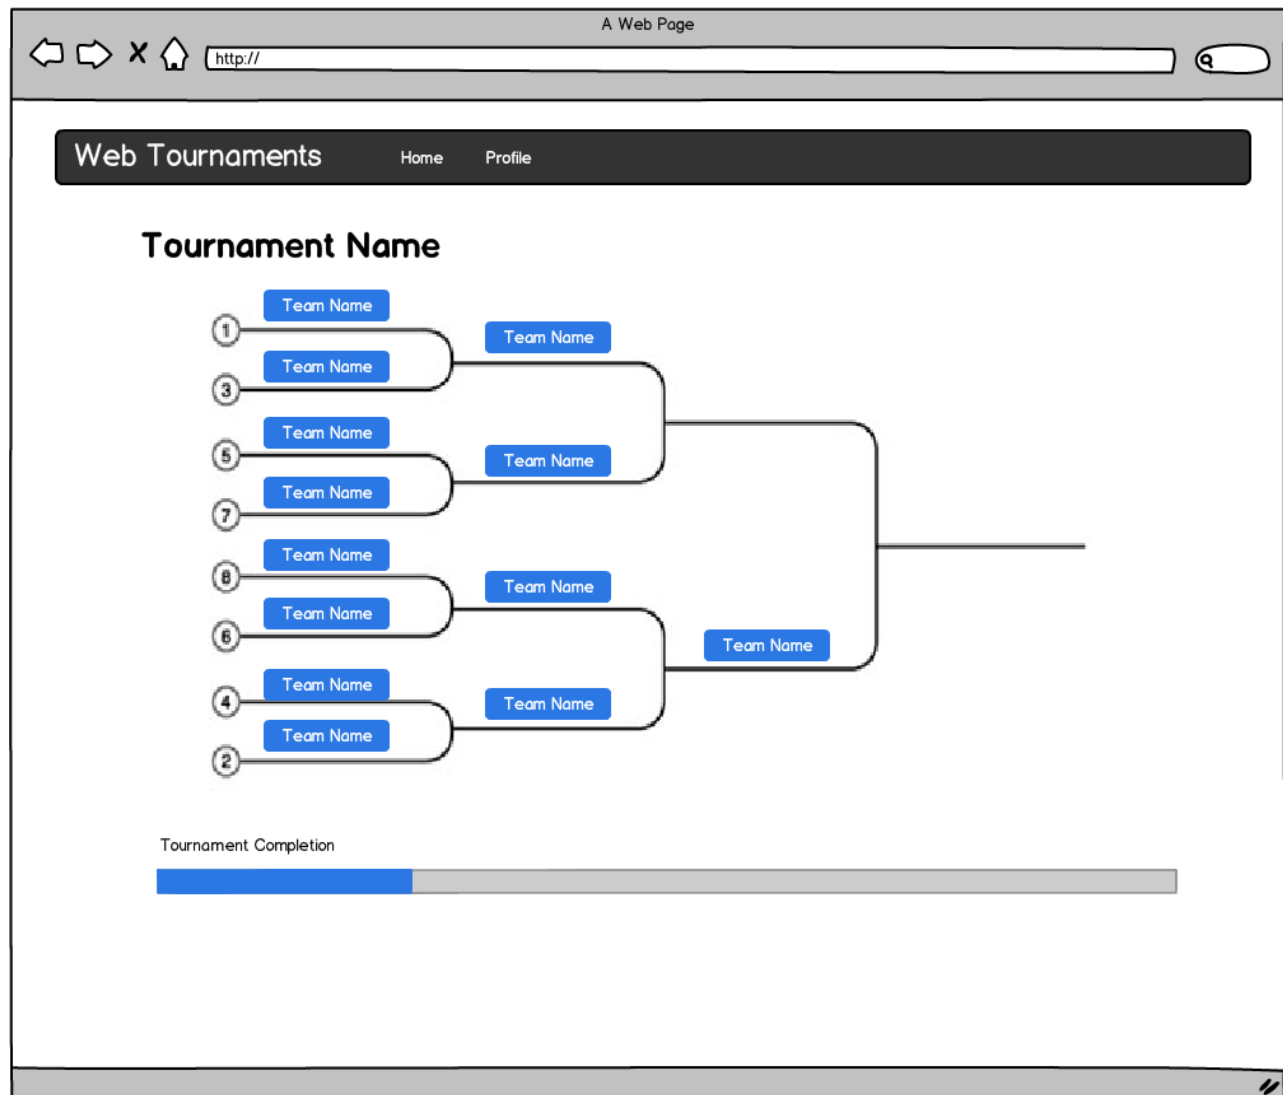 A Web Page
http://
Web Tournaments Home Profile
Tournament Name
Team Name
1
Team Name
Team Name
3
Team Name
5
Team Name
Team Name
7
Team Name
8
Team Name
Team Name
6
Team Name
Team Name
4
Team Name
Team Name
2
Tournament Completion